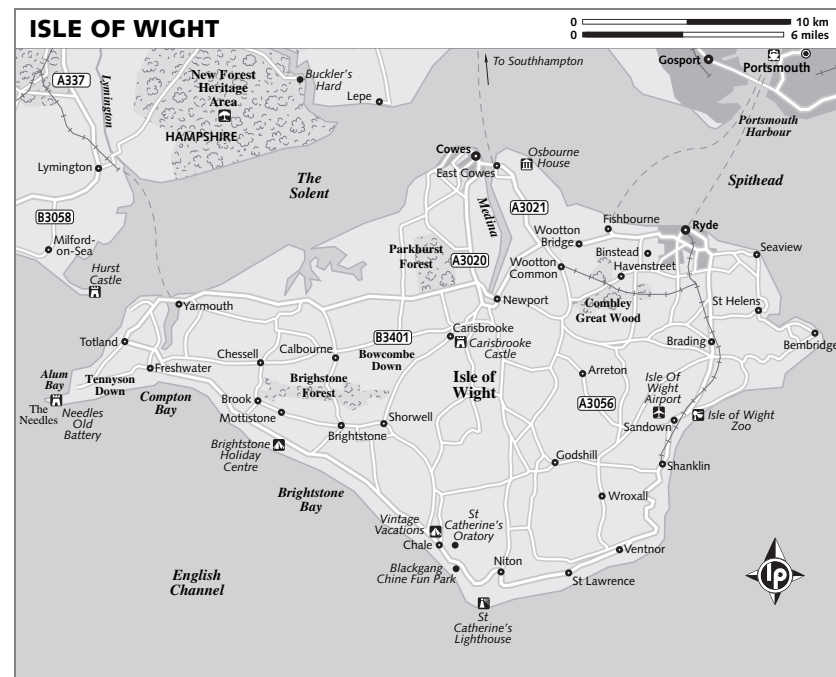 ISLE OF WIGHT
0 10 km
0 6 miles
To Southhampton
Gosport
Portsmouth
A337
Lymington
New Forest
Heritage
Area
Buckler's
Hard
Lepe
HAMPSHIRE
Portsmouth
Harbour
Lymington
Cowes
East Cowes
Osbourne
House
The
Solent
Spithead
B3058
Medina
A3021
Fishbourne
Ryde
Milford-
on-Sea
Wootton
Bridge
Binstead
Seaview
Parkhurst
Forest
A3020
Wootton
Common
Havenstreet
Hurst
Castle
Yarmouth
Newport
Combley
Great Wood
St Helens
Totland
B3401
Carisbrooke
Carisbrooke
Castle
Brading
Bembridge
Chessell
Calbourne
Bowcombe
Down
Alum
Bay
Freshwater
Tennyson
Down
Compton
Bay
Brighstone
Forest
Isle of
Wight
Arreton
Isle Of
Wight
Airport
The
Needles
Needles
Old
Battery
Brook
Mottistone
A3056
Sandown
Isle of Wight
Zoo
Shorwell
Brightstone
Brightstone
Holiday
Centre
Godshill
Shanklin
Brightstone
Bay
Wroxall
Vintage
Vacations
St
Catherine's
Oratory
Chale
Ventnor
Blackgang
Chine Fun Park
Niton
St Lawrence
English
Channel
St
Catherine's
Lighthouse
lp